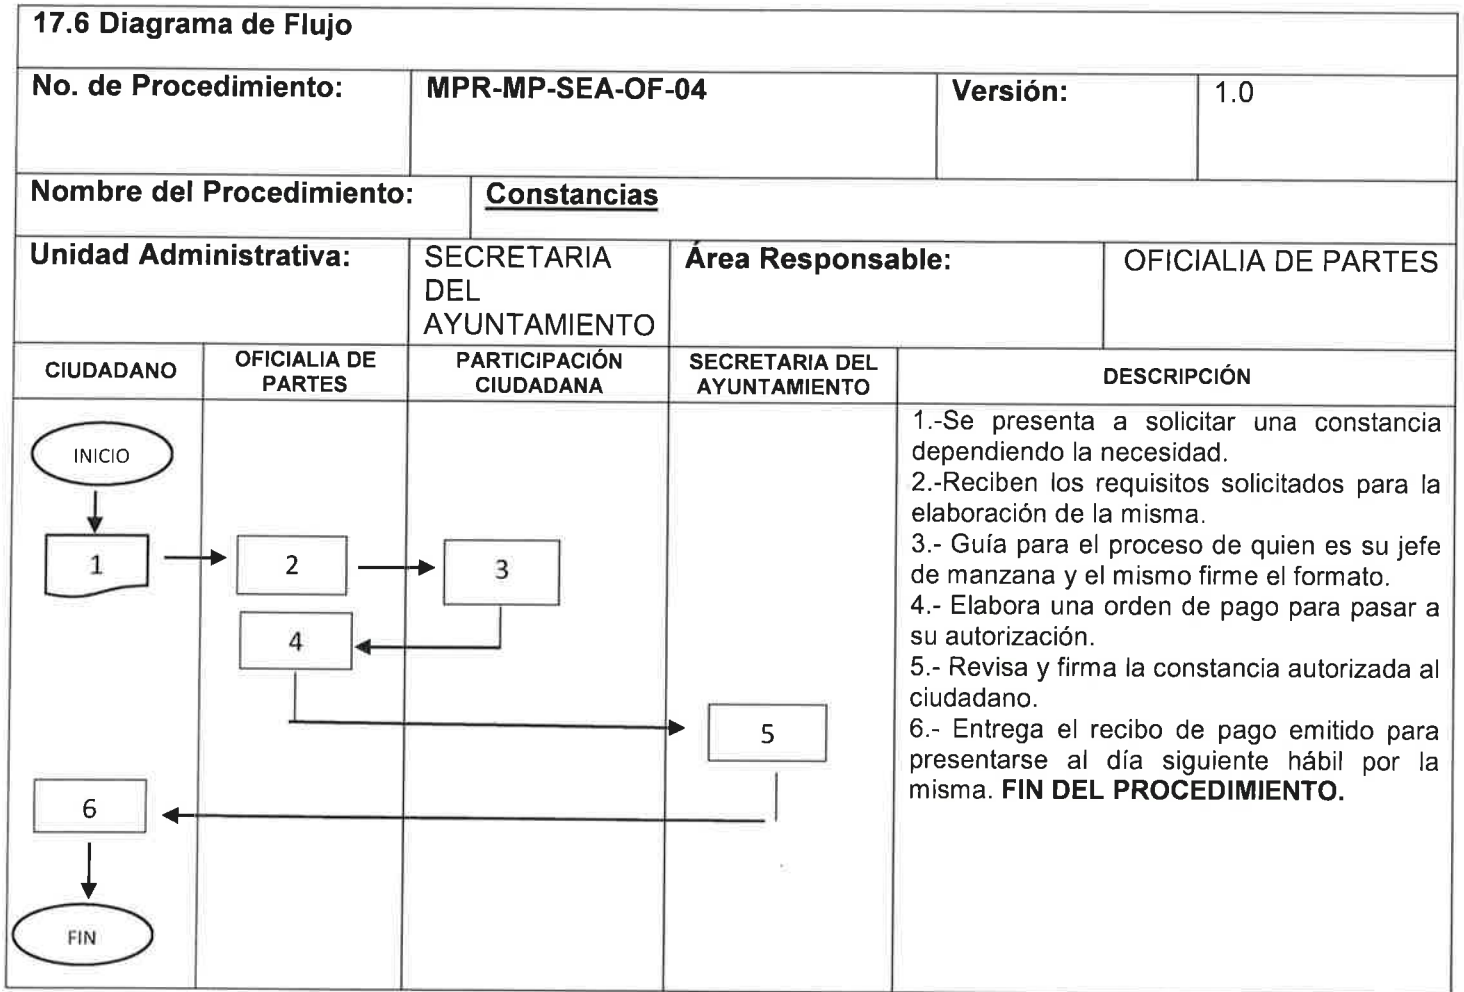 17.6 Diagrama de Flujo
No. de Procedimiento:
MPR-MP-SEA-OF-04
Versión:
1.0
Nombre del Procedimiento:
Constancias
Unidad Administrativa:
SECRETARIA
DEL
AYUNTAMIENTO
Área Responsable:
OFICIALIA DE PARTES
CIUDADANO
OFICIALIA DE
PARTES
PARTICIPACIÓN
CIUDADANA
SECRETARIA DEL
AYUNTAMIENTO
DESCRIPCIÓN
INICIO
1
2
3
4
5
6
FIN
1.-Se presenta a solicitar una constancia
dependiendo la necesidad.
2.-Reciben los requisitos solicitados para la
elaboración de la misma.
3.- Guía para el proceso de quien es su jefe
de manzana y el mismo firme el formato.
4.- Elabora una orden de pago para pasar a
su autorización.
5.- Revisa y firma la constancia autorizada al
ciudadano.
6.- Entrega el recibo de pago emitido para
presentarse al día siguiente hábil por la
misma. FIN DEL PROCEDIMIENTO.